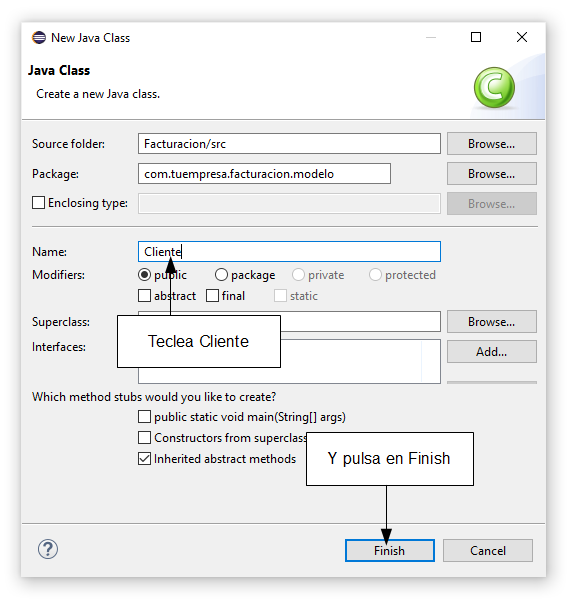 New Java Class
Java Class
Create a new Java class.
Source folder: Facturacion/src Browse...
Package: com.tuempresa.facturacion.modelo Browse...
Enclosing type: Browse...
Name: Cliente
Modifiers: public package private protected
abstract final static
Superclass: Browse...
Teclea Cliente
Interfaces: Add...
Which method stubs would you like to create?
public static void main(String[] args)
Constructors from superclass
Inherited abstract methods
Y pulsa en Finish
Finish Cancel